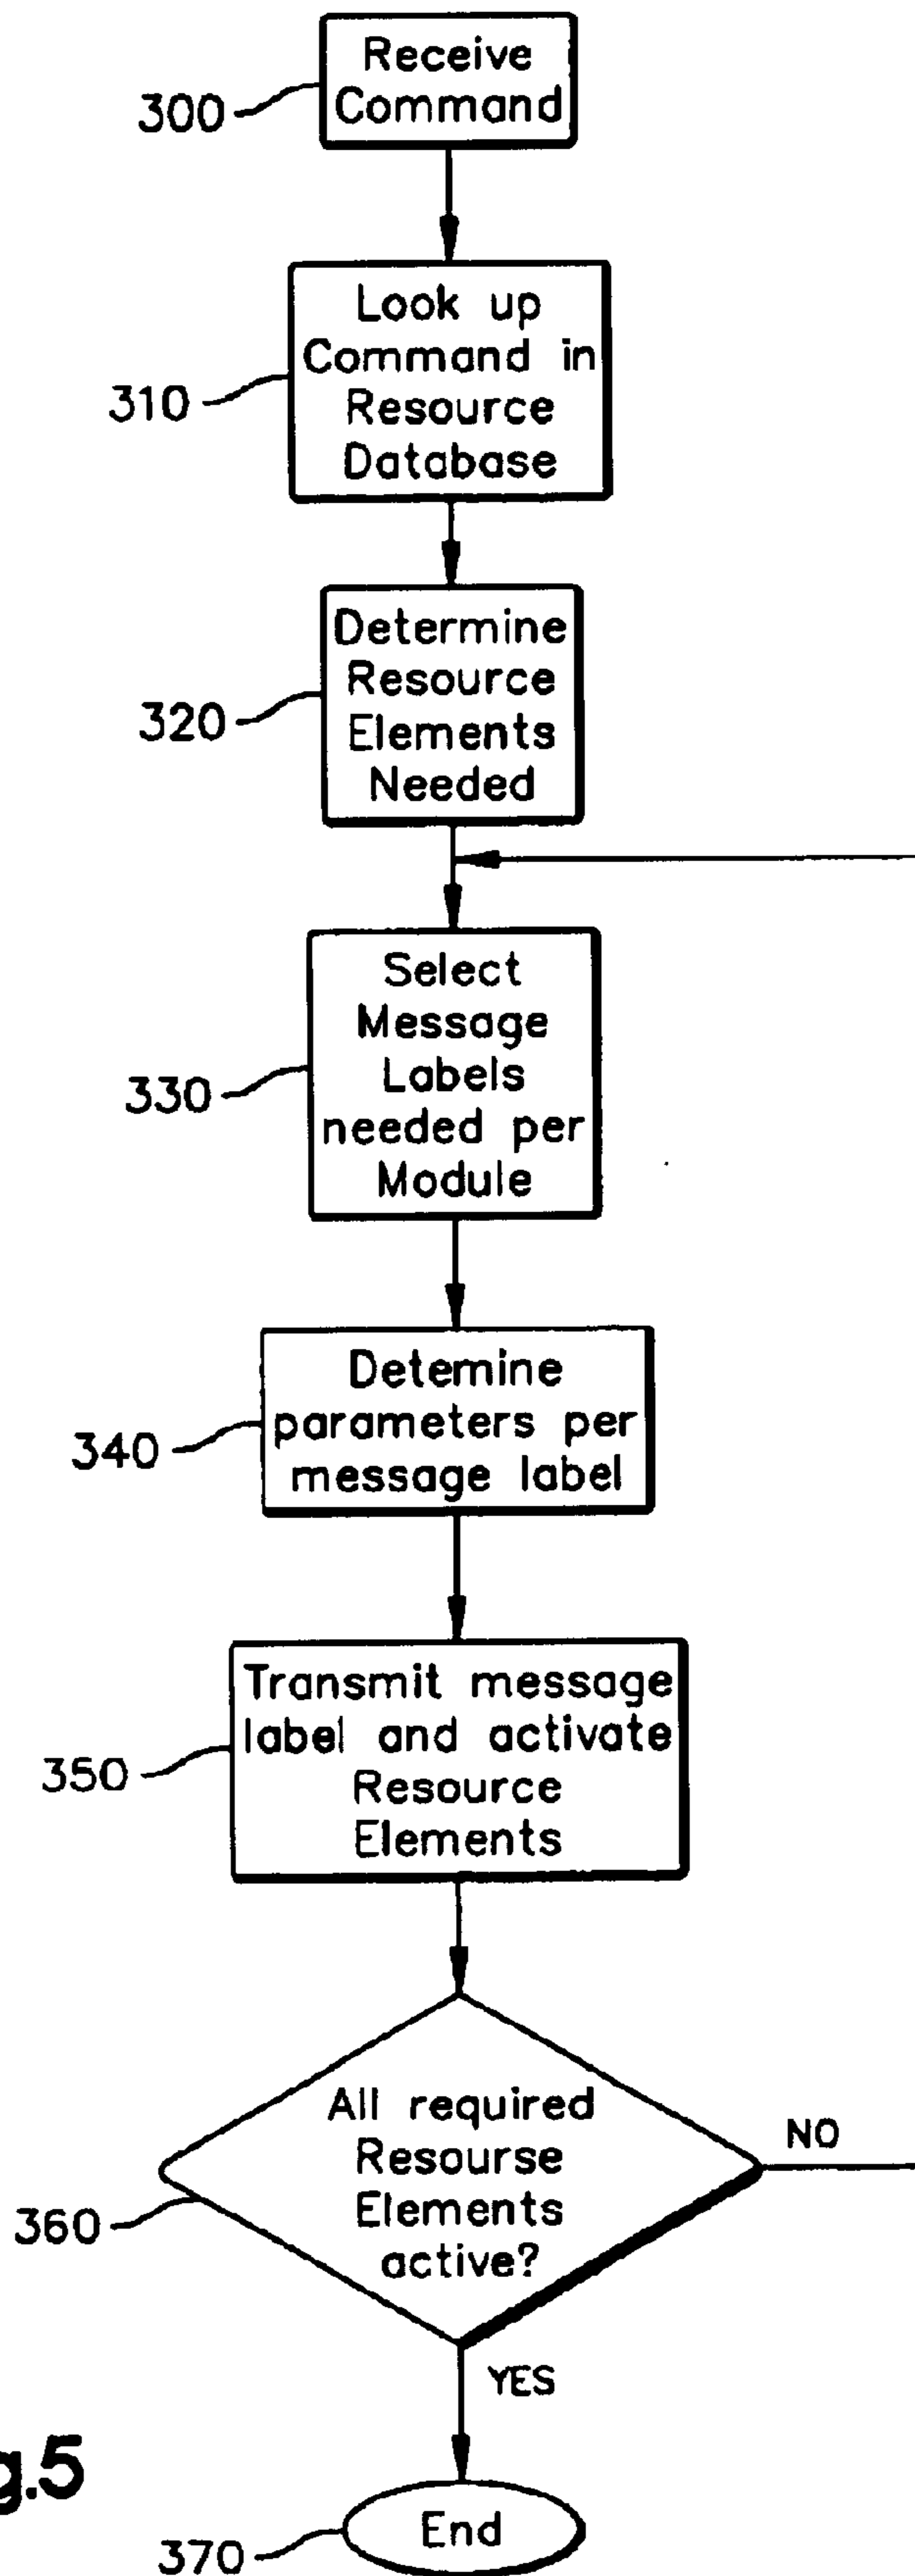 Receive
Command
300
Look up
Command in
Resource
Database
310
Determine
Resource
Elements
Needed
320
Select
Message
Labels
needed per
Module
330
Detemine
parameters per
message label
340
Transmit message
label and activate
Resource
Elements
350
All required
Resourse
Elements
active?
360
NO
YES
g.5
End
370